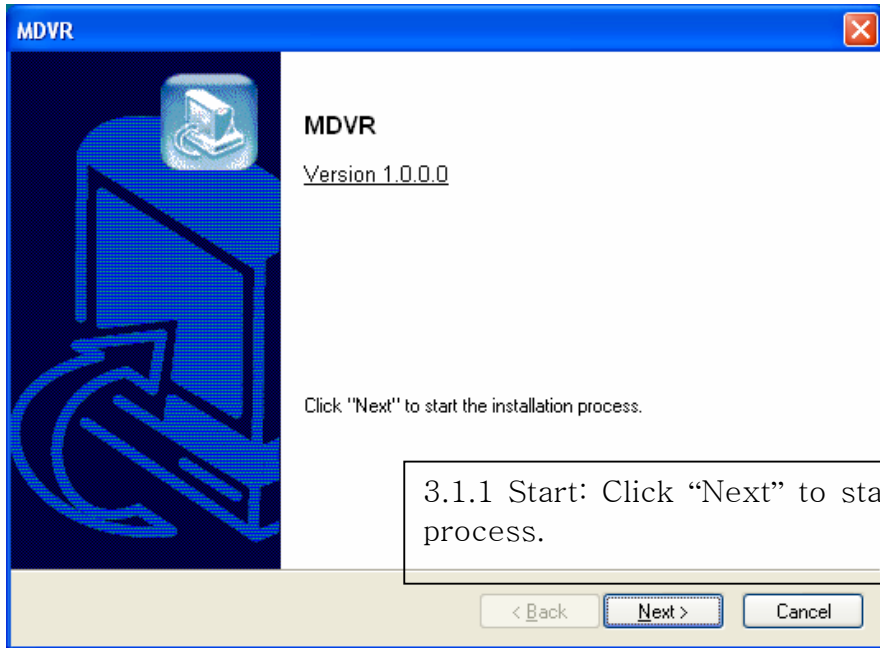 MDVR
MDVR
Version 1.0.0.0
Click "Next" to start the installation process.
3.1.1 Start: Click “Next” to sta
process.
< Back
Next >
Cancel